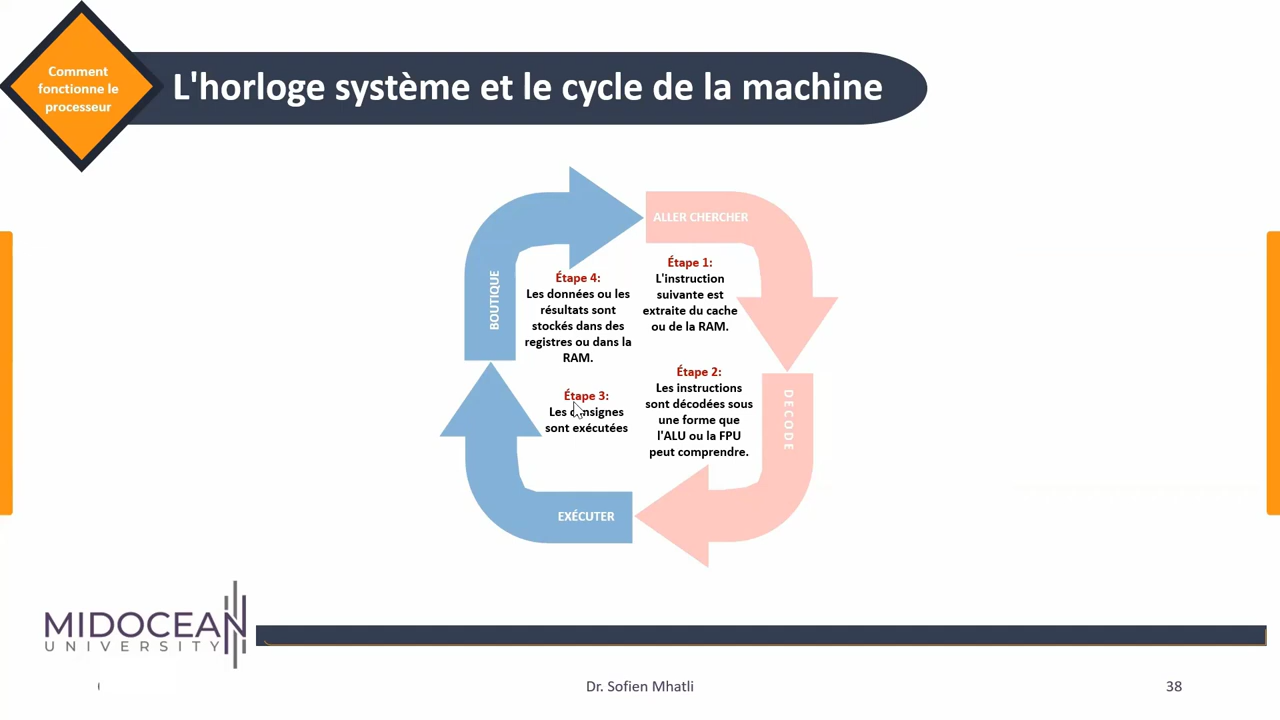 Comment
fonctionne le
processeur
L'horloge système et le cycle de la machine
ALLER CHERCHER
Étape 1:
L'instruction
suivante est
extraite du cache
ou de la RAM.
DECODE
Étape 2:
Les instructions
sont décodées sous
une forme que
l'ALU ou la FPU
peut comprendre.
EXÉCUTER
Étape 3:
Les consignes
sont exécutées
BOUTIQUE
Étape 4:
Les données ou les
résultats sont
stockés dans des
registres ou dans la
RAM.
MIDOCEAN
UNIVERSITY
Dr. Sofien Mhatli
38